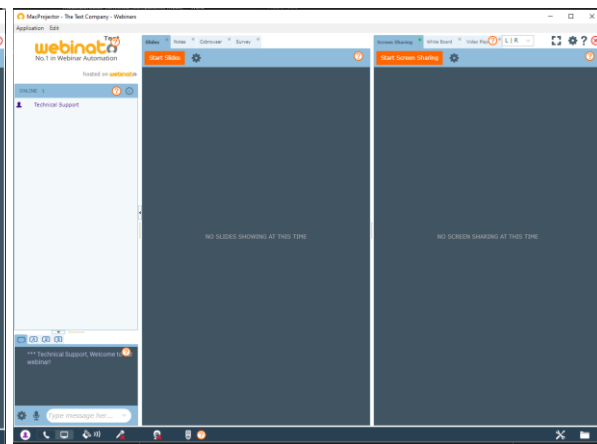 MaxProjector - The Test Company - Webinars
Application Edit
Test
webinato
No.1 in Webinar Automation
hosted on webinato
ONLINE 1
Technical Support
Slides
Notes
CoBrowser
Survey
Start Slides
NO SLIDES SHOWING AT THIS TIME
Screen Sharing
White Board
Video Play
L | R
Start Screen Sharing
NO SCREEN SHARING AT THIS TIME
*** Technical Support, Welcome to
webinar!
Type message her...